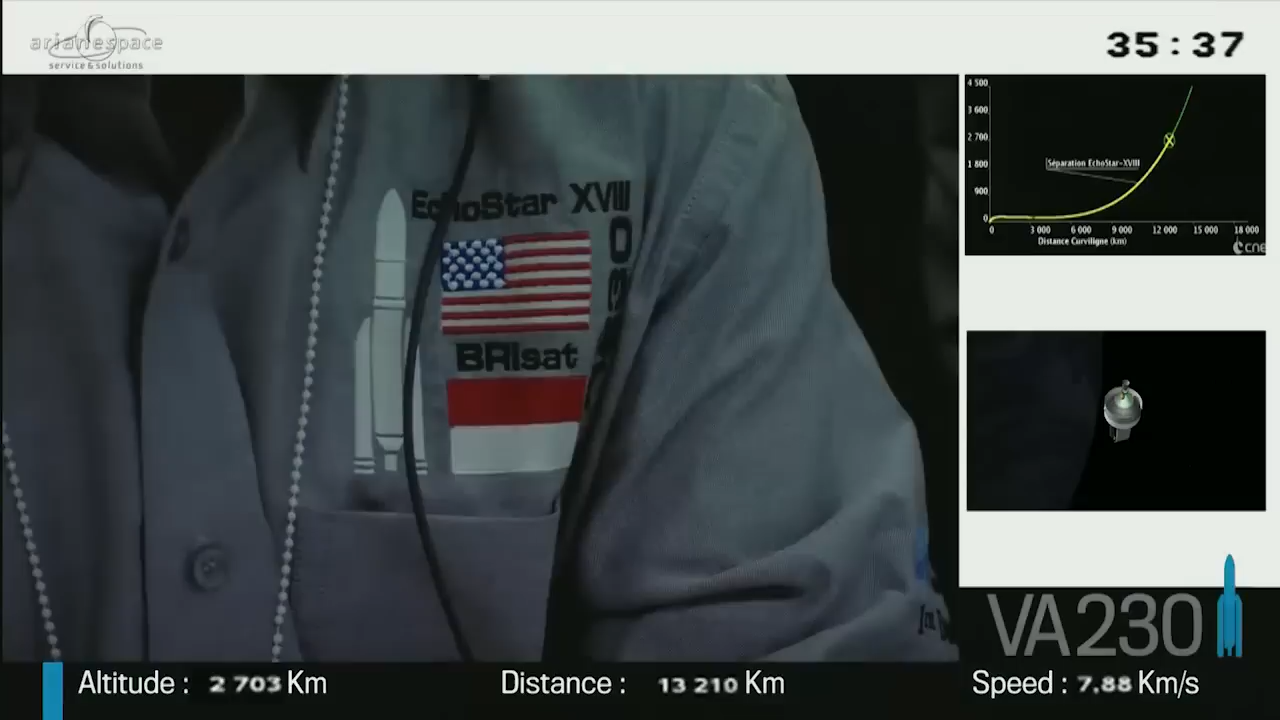 arianespace
service & solutions
35 : 37
4 500
3 600
2 700
1 800
900
0
Séparation EchoStar-XVIII
0
3 000
6 000
9 000
12 000
15 000
18 000
Distance Curviligne (km)
cne
EchoStar XVIII
BRIsat
VA230
Altitude : 2 703 Km
Distance : 13 210 Km
Speed : 7.88 Km/s